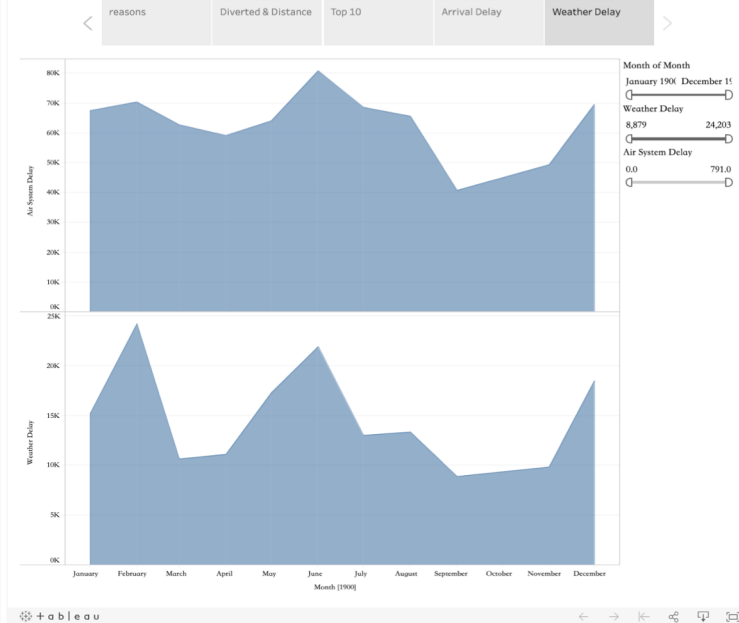 reasons
Diverted & Distance
Top 10
Arrival Delay
Weather Delay
Month of Month
January 190 December 19
Weather Delay
8,879 24,203
Air System Delay
0.0 791.0
Air System Delay
80K
70K
60K
50K
40K
30K
20K
10K
0K
Weather Delay
25K
20K
15K
10K
5K
0K
January February March April May June July August September October November December
Month [1900]
+ableau